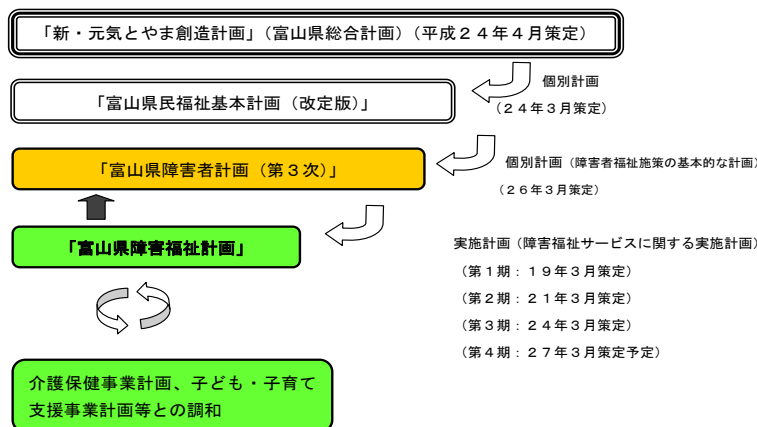 「新・元気とやま創造計画」（富山県総合計画）（平成２４年４月策定）
個別計画
（２４年３月策定）
「富山県民福祉基本計画（改定版）」
個別計画（障害者福祉施策の基本的な計画）
（２６年３月策定）
「富山県障害者計画（第３次）」
「富山県障害福祉計画」
実施計画（障害福祉サービスに関する実施計画）
（第１期：１９年３月策定）
（第２期：２１年３月策定）
（第３期：２４年３月策定）
（第４期：２７年３月策定予定）
介護保健事業計画、子ども・子育て
支援事業計画等との調和